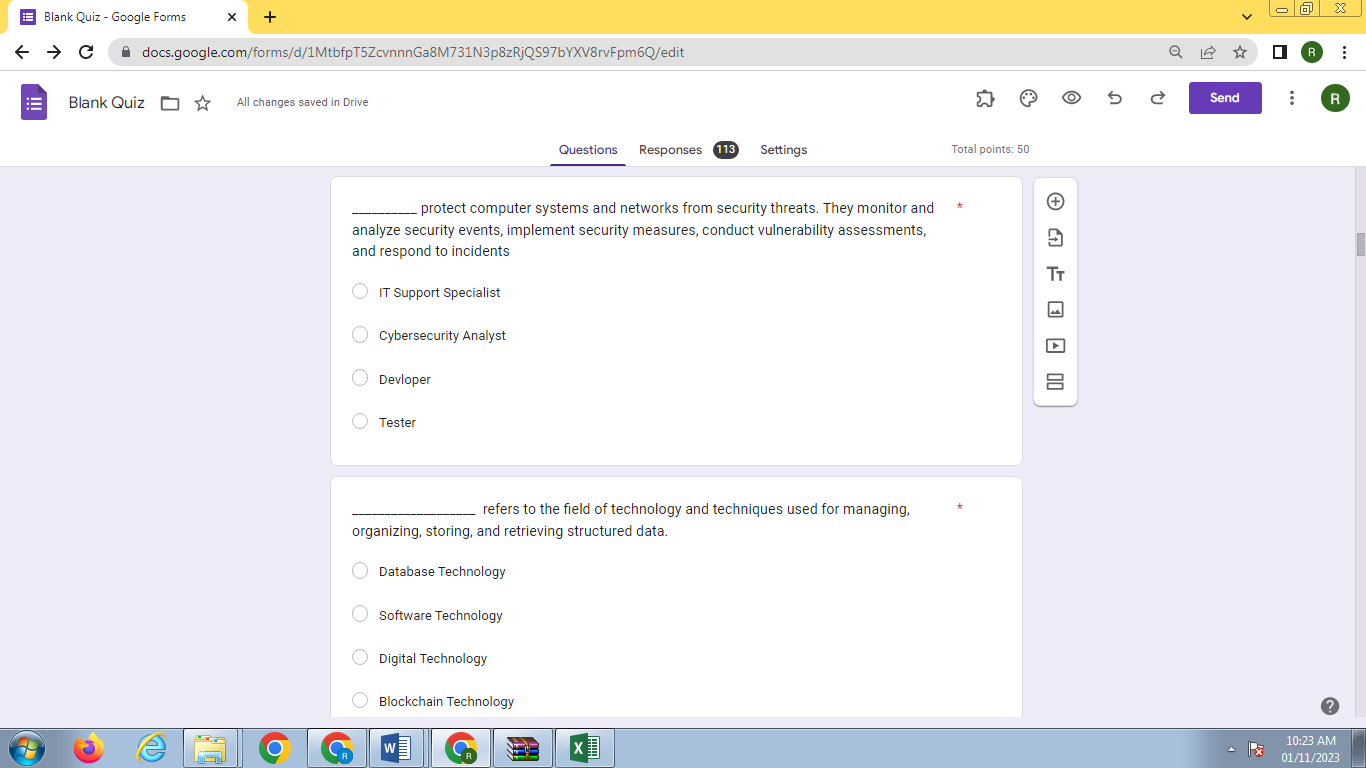 Blank Quiz - Google Forms
docs.google.com/forms/d/1MtbfpT5ZcvnnnGa8M731N3p8zRjQS97bYXV8rvFpm6Q/edit
R
Blank Quiz
All changes saved in Drive
Send
R
Questions
Responses 113
Settings
Total points: 50
__________ protect computer systems and networks from security threats. They monitor and *
analyze security events, implement security measures, conduct vulnerability assessments,
and respond to incidents
IT Support Specialist
Cybersecurity Analyst
Devloper
Tester
___________________ refers to the field of technology and techniques used for managing, *
organizing, storing, and retrieving structured data.
Database Technology
Software Technology
Digital Technology
Blockchain Technology
R
R
10:23 AM
01/11/2023